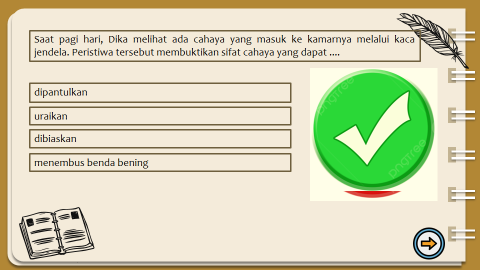 Saat pagi hari, Dika melihat ada cahaya yang masuk ke kamarnya melalui kaca
jendela. Peristiwa tersebut membuktikan sifat cahaya yang dapat ....
dipantulkan
uraikan
dibiaskan
menembus benda bening
pngtree